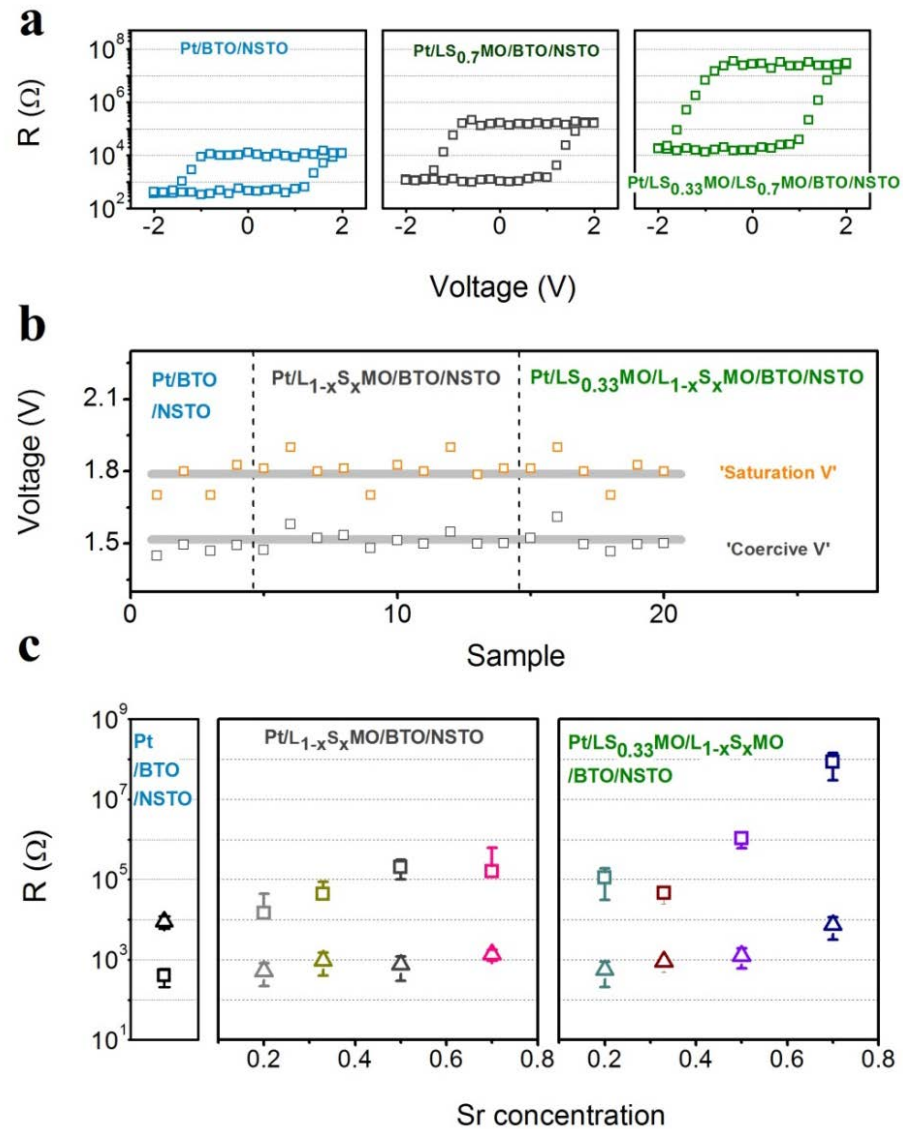 a
Pt/BTO/NSTO
Pt/LS0.7MO/BTO/NSTO
Pt/LS0.33MO/LS0.7MO/BTO/NSTO
R (Ω)
10^8
10^6
10^4
10^2
-2 0 2 -2 0 2 -2 0 2
Voltage (V)
b
Pt/BTO
/NSTO
Pt/L1-xSxMO/BTO/NSTO
Pt/LS0.33MO/L1-xSxMO/BTO/NSTO
Voltage (V)
2.1
1.8
1.5
'Saturation V'
'Coercive V'
0 10 20
Sample
c
Pt
/BTO
/NSTO
Pt/L1-xSxMO/BTO/NSTO
Pt/LS0.33MO/L1-xSxMO
/BTO/NSTO
R (Ω)
10^9
10^7
10^5
10^3
10^1
0.2 0.4 0.6 0.8 0.2 0.4 0.6 0.8
Sr concentration